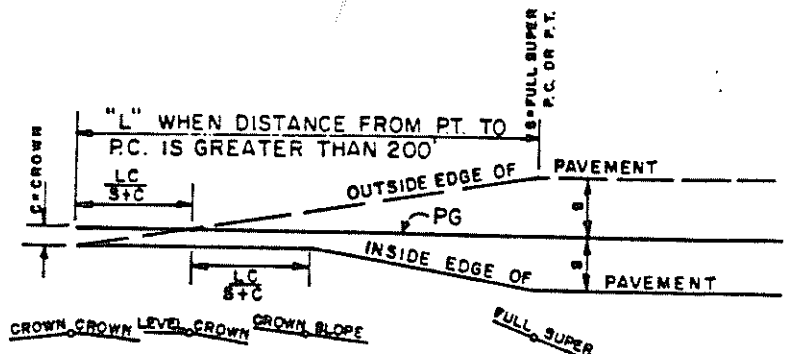 "L" WHEN DISTANCE FROM P.T. TO
P.C. IS GREATER THAN 200'
S=FULL SUPER
P.C. OR P.T.
C=CROWN
LC
S+C
OUTSIDE EDGE OF PAVEMENT
PG
LC
S+C
INSIDE EDGE OF PAVEMENT
S
S
CROWN CROWN
LEVEL CROWN
CROWN SLOPE
FULL SUPER